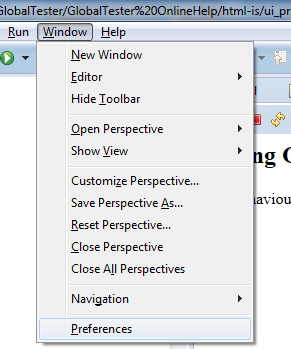 GlobalTester/GlobalTester%20OnlineHelp/html-is/ui_pr
Run Window Help
New Window
Editor
Hide Toolbar
Open Perspective
Show View
Customize Perspective...
Save Perspective As...
Reset Perspective...
Close Perspective
Close All Perspectives
Navigation
Preferences
ng
haviou